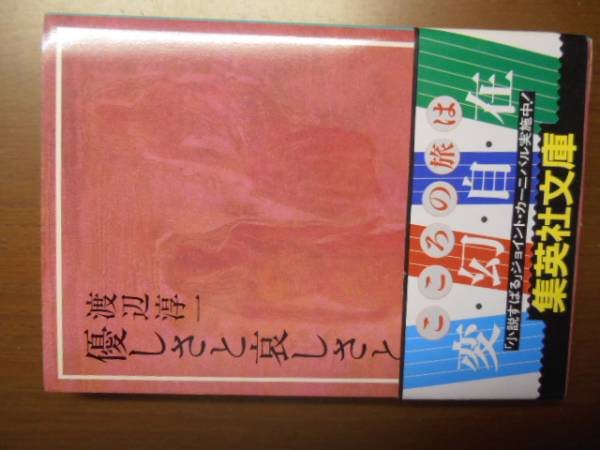 渡辺淳一
優しさと哀しさと
こころの旅は
変・幻・自・在
「小説すばる」ジョイント・カーニバル実施中!
集英社文庫